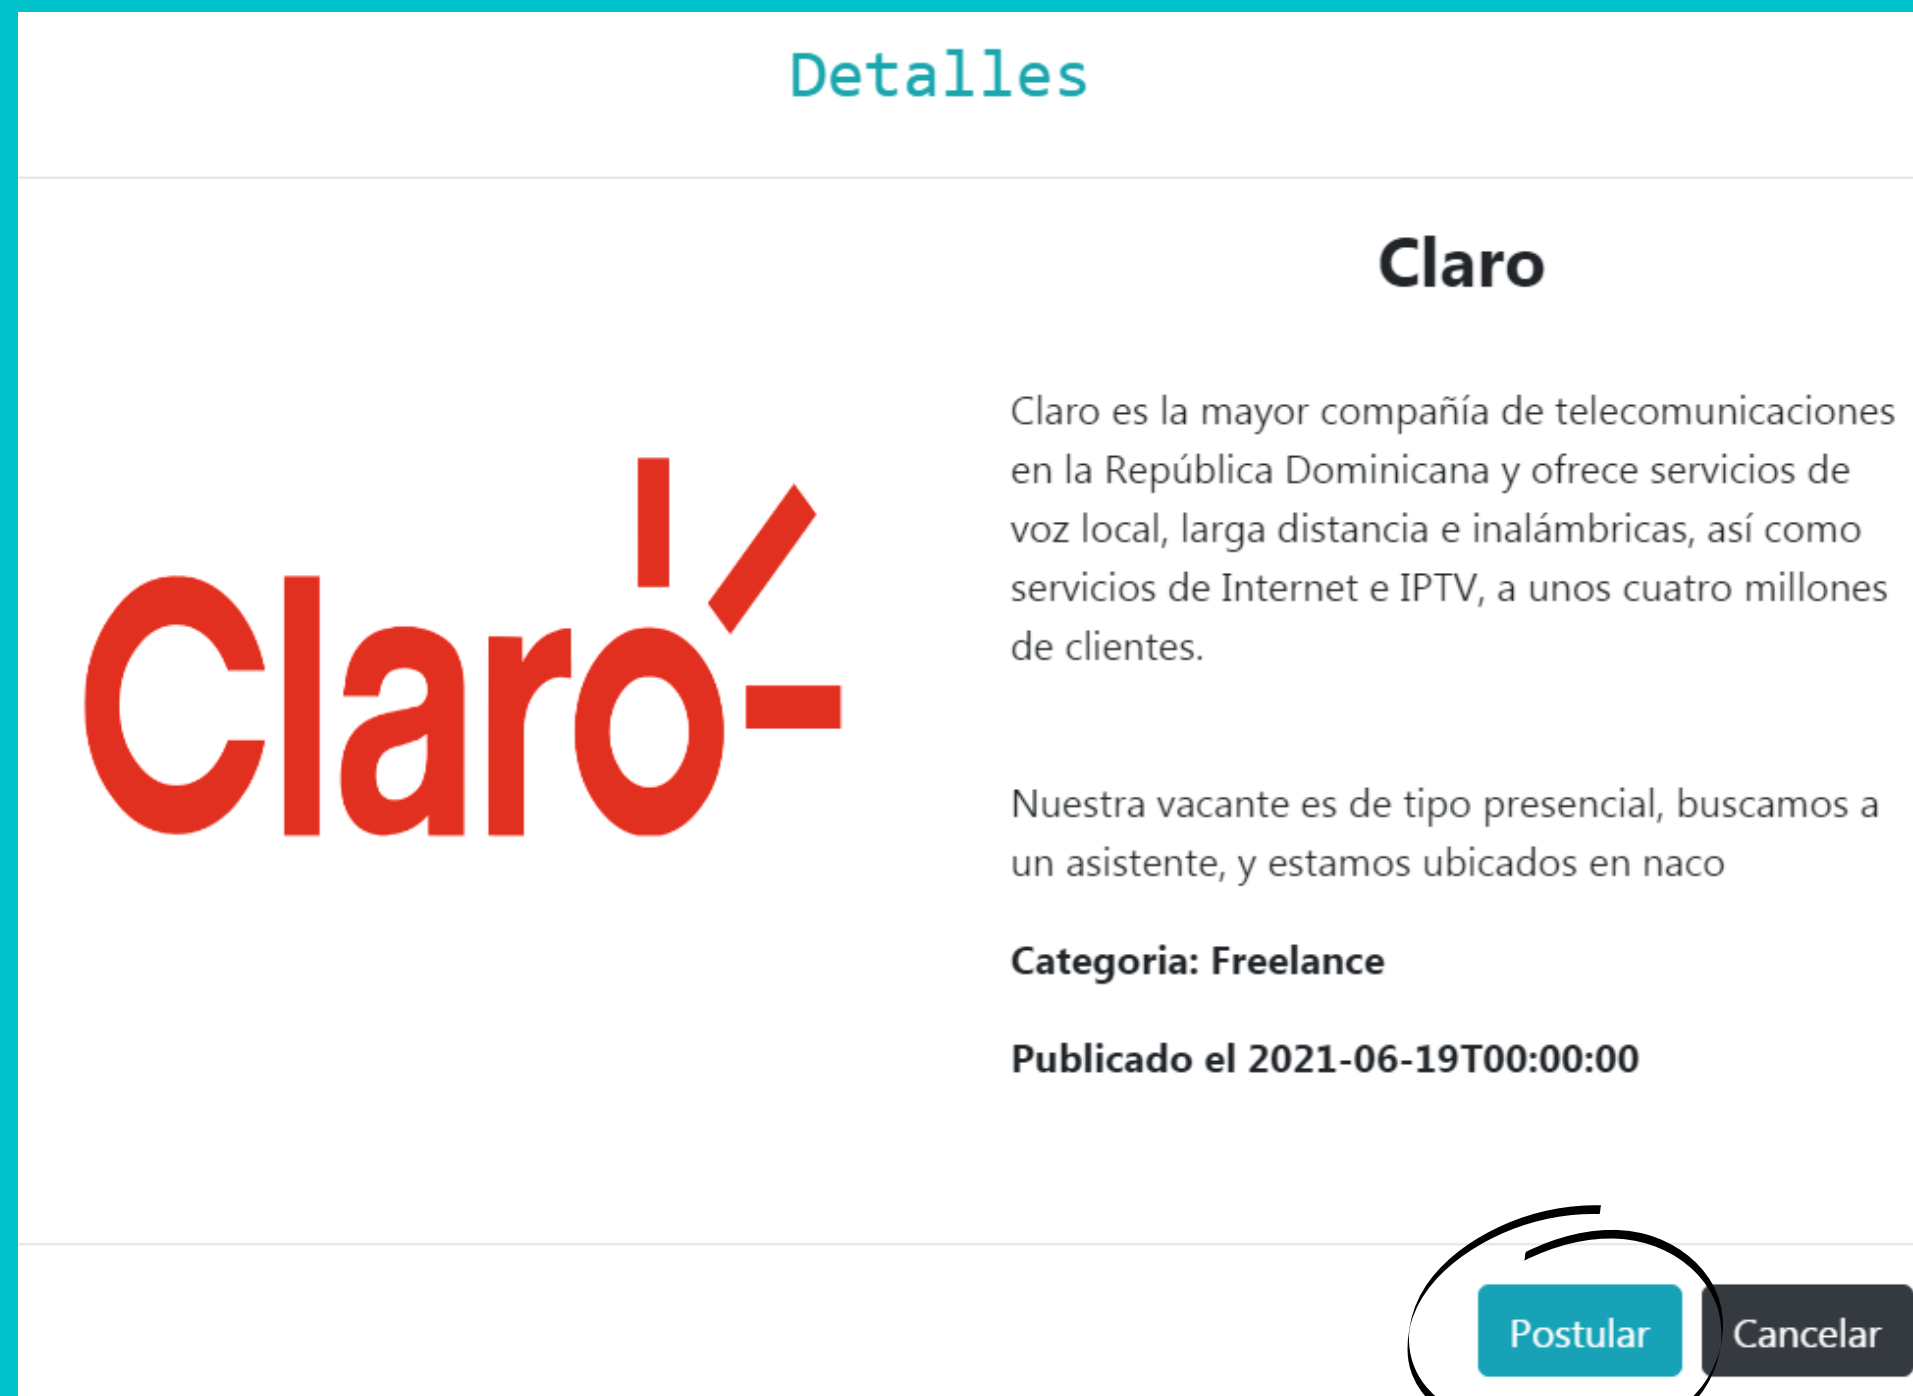 Detalles
Claro
Claro
Claro es la mayor compañía de telecomunicaciones
en la República Dominicana y ofrece servicios de
voz local, larga distancia e inalámbricas, así como
servicios de Internet e IPTV, a unos cuatro millones
de clientes.
Nuestra vacante es de tipo presencial, buscamos a
un asistente, y estamos ubicados en naco
Categoria: Freelance
Publicado el 2021-06-19T00:00:00
Postular
Cancelar